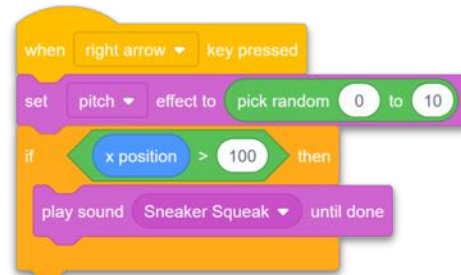 when right arrow key pressed
set pitch effect to pick random 0 to 10
if x position > 100 then
play sound Sneaker Squeak until done